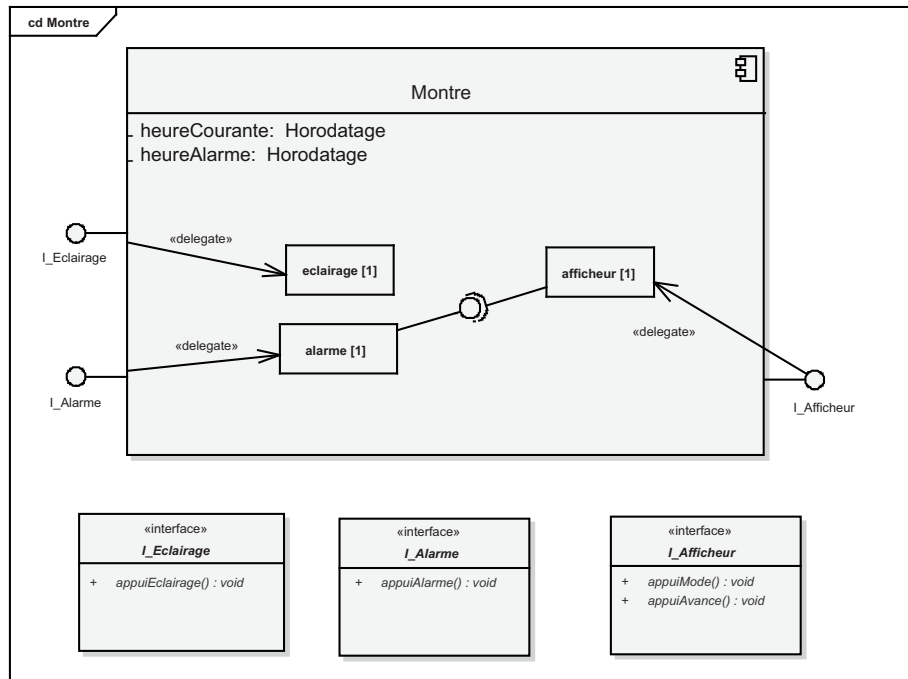 cd Montre
Montre
heureCourante: Horodatage
heureAlarme: Horodatage
«delegate»
I_Eclairage
eclairage [1]
afficheur [1]
«delegate»
«delegate»
alarme [1]
I_Alarme
I_Afficheur
«interface»
I_Eclairage
+ appuiEclairage() : void
«interface»
I_Alarme
+ appuiAlarme() : void
«interface»
I_Afficheur
+ appuiMode() : void
+ appuiAvance() : void